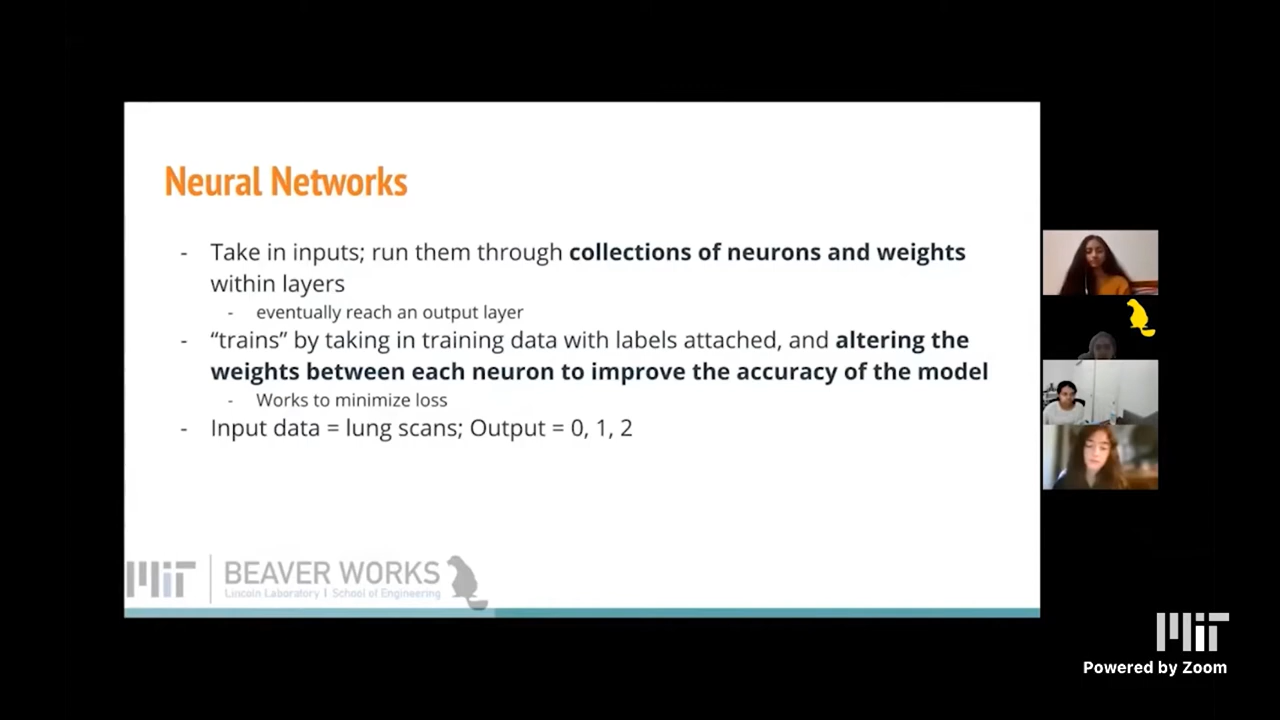 Neural Networks
- Take in inputs; run them through collections of neurons and weights
within layers
- eventually reach an output layer
- “trains” by taking in training data with labels attached, and altering the
weights between each neuron to improve the accuracy of the model
- Works to minimize loss
- Input data = lung scans; Output = 0, 1, 2
MIT BEAVER WORKS
Lincoln Laboratory | School of Engineering
MIT
Powered by Zoom